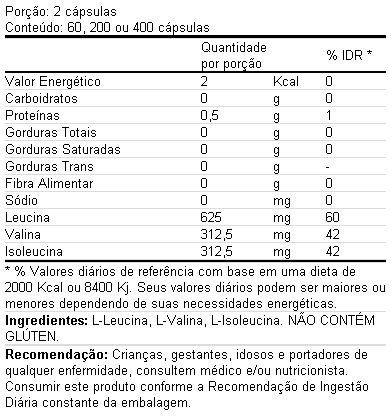 Porção: 2 cápsulas
Conteúdo: 60, 200 ou 400 cápsulas
Quantidade por porção % IDR *
Valor Energético 2 Kcal 0
Carboidratos 0 g 0
Proteínas 0,5 g 1
Gorduras Totais 0 g 0
Gorduras Saturadas 0 g 0
Gorduras Trans 0 g -
Fibra Alimentar 0 g 0
Sódio 0 mg 0
Leucina 625 mg 60
Valina 312,5 mg 42
Isoleucina 312,5 mg 42
* % Valores diários de referência com base em uma dieta de
2000 Kcal ou 8400 Kj. Seus valores diários podem ser maiores ou
menores dependendo de suas necessidades energéticas.
Ingredientes: L-Leucina, L-Valina, L-Isoleucina. NÃO CONTÉM
GLÚTEN.
Recomendação: Crianças, gestantes, idosos e portadores de
qualquer enfermidade, consultem médico e/ou nutricionista.
Consumir este produto conforme a Recomendação de Ingestão
Diária constante da embalagem.